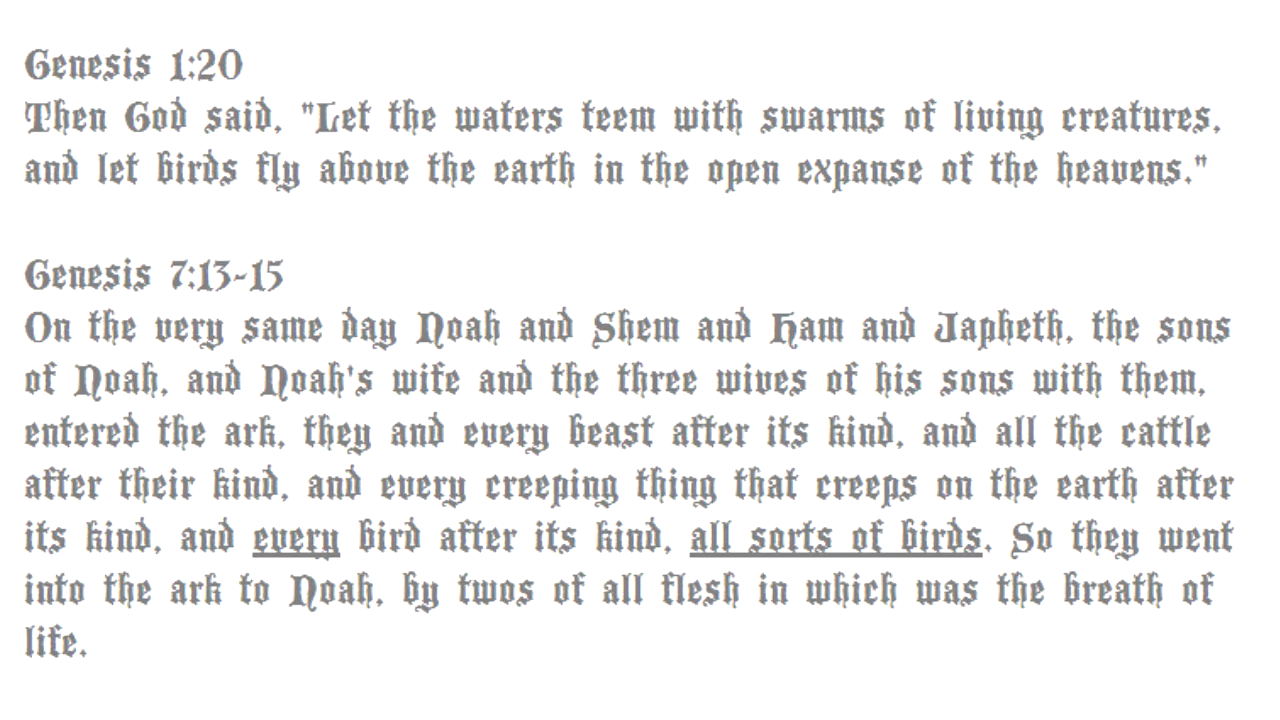 Genesis 1:20
Then God said, "Let the waters teem with swarms of living creatures,
and let birds fly above the earth in the open expanse of the heavens."
Genesis 7:13-15
On the very same day Noah and Shem and Ham and Japheth, the sons
of Noah, and Noah's wife and the three wives of his sons with them,
entered the ark, they and every beast after its kind, and all the cattle
after their kind, and every creeping thing that creeps on the earth after
its kind, and every bird after its kind, all sorts of birds. So they went
into the ark to Noah, by twos of all flesh in which was the breath of
life.